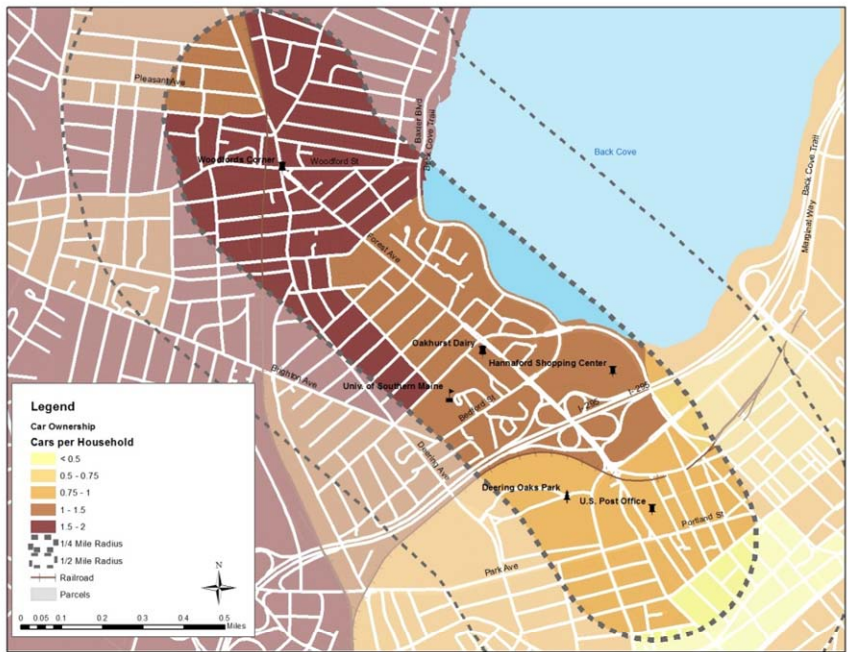 Pleasant Ave
Baxter Blvd
Back Cove Trail
Woodfords Corner
Woodford St
Back Cove
Back Cove Trail
Marginal Way
Forest Ave
Oakhurst Dairy
Hannaford Shopping Center
Brighton Ave
Univ. of Southern Maine
Bedford St
I-295
I-295
Deering Ave
Deering Oaks Park
U.S. Post Office
Portland St
Park Ave
Legend
Car Ownership
Cars per Household
< 0.5
0.5 - 0.75
0.75 - 1
1 - 1.5
1.5 - 2
1/4 Mile Radius
1/2 Mile Radius
Railroad
Parcels
N
0 0.05 0.1 0.2 0.3 0.4 0.5
Miles